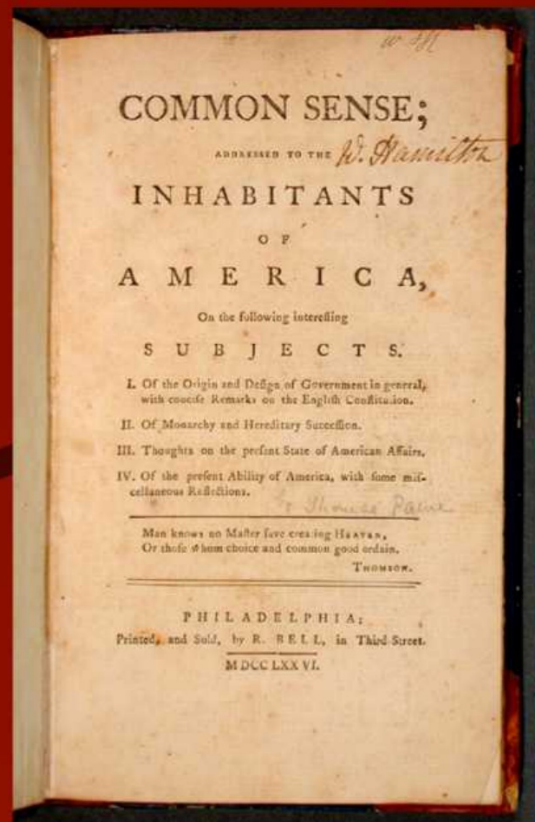 COMMON SENSE;
ADDRESSED TO THE W. Hamilton
INHABITANTS
OF
AMERICA,
On the following interesting
SUBJECTS.
I. Of the Origin and Design of Government in general,
with concise Remarks on the English Constitution.
II. Of Monarchy and Hereditary Succession.
III. Thoughts on the present State of American Affairs.
IV. Of the present Ability of America, with some mis-
cellaneous Reflections.
Thomas Paine
Man knows no Master save creating HEAVEN,
Or those whom choice and common good ordain.
THOMSON.
PHILADELPHIA;
Printed, and Sold, by R. BELL, in Third-Street.
MDCCLXXVI.